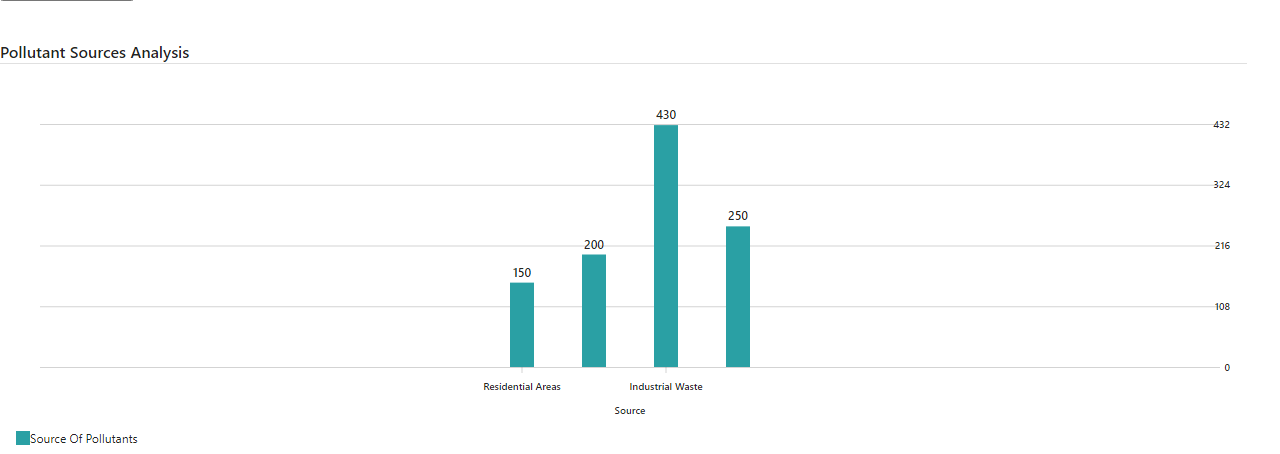 Pollutant Sources Analysis
430
432
324
250
216
200
150
108
0
Residential Areas
Industrial Waste
Source
Source Of Pollutants